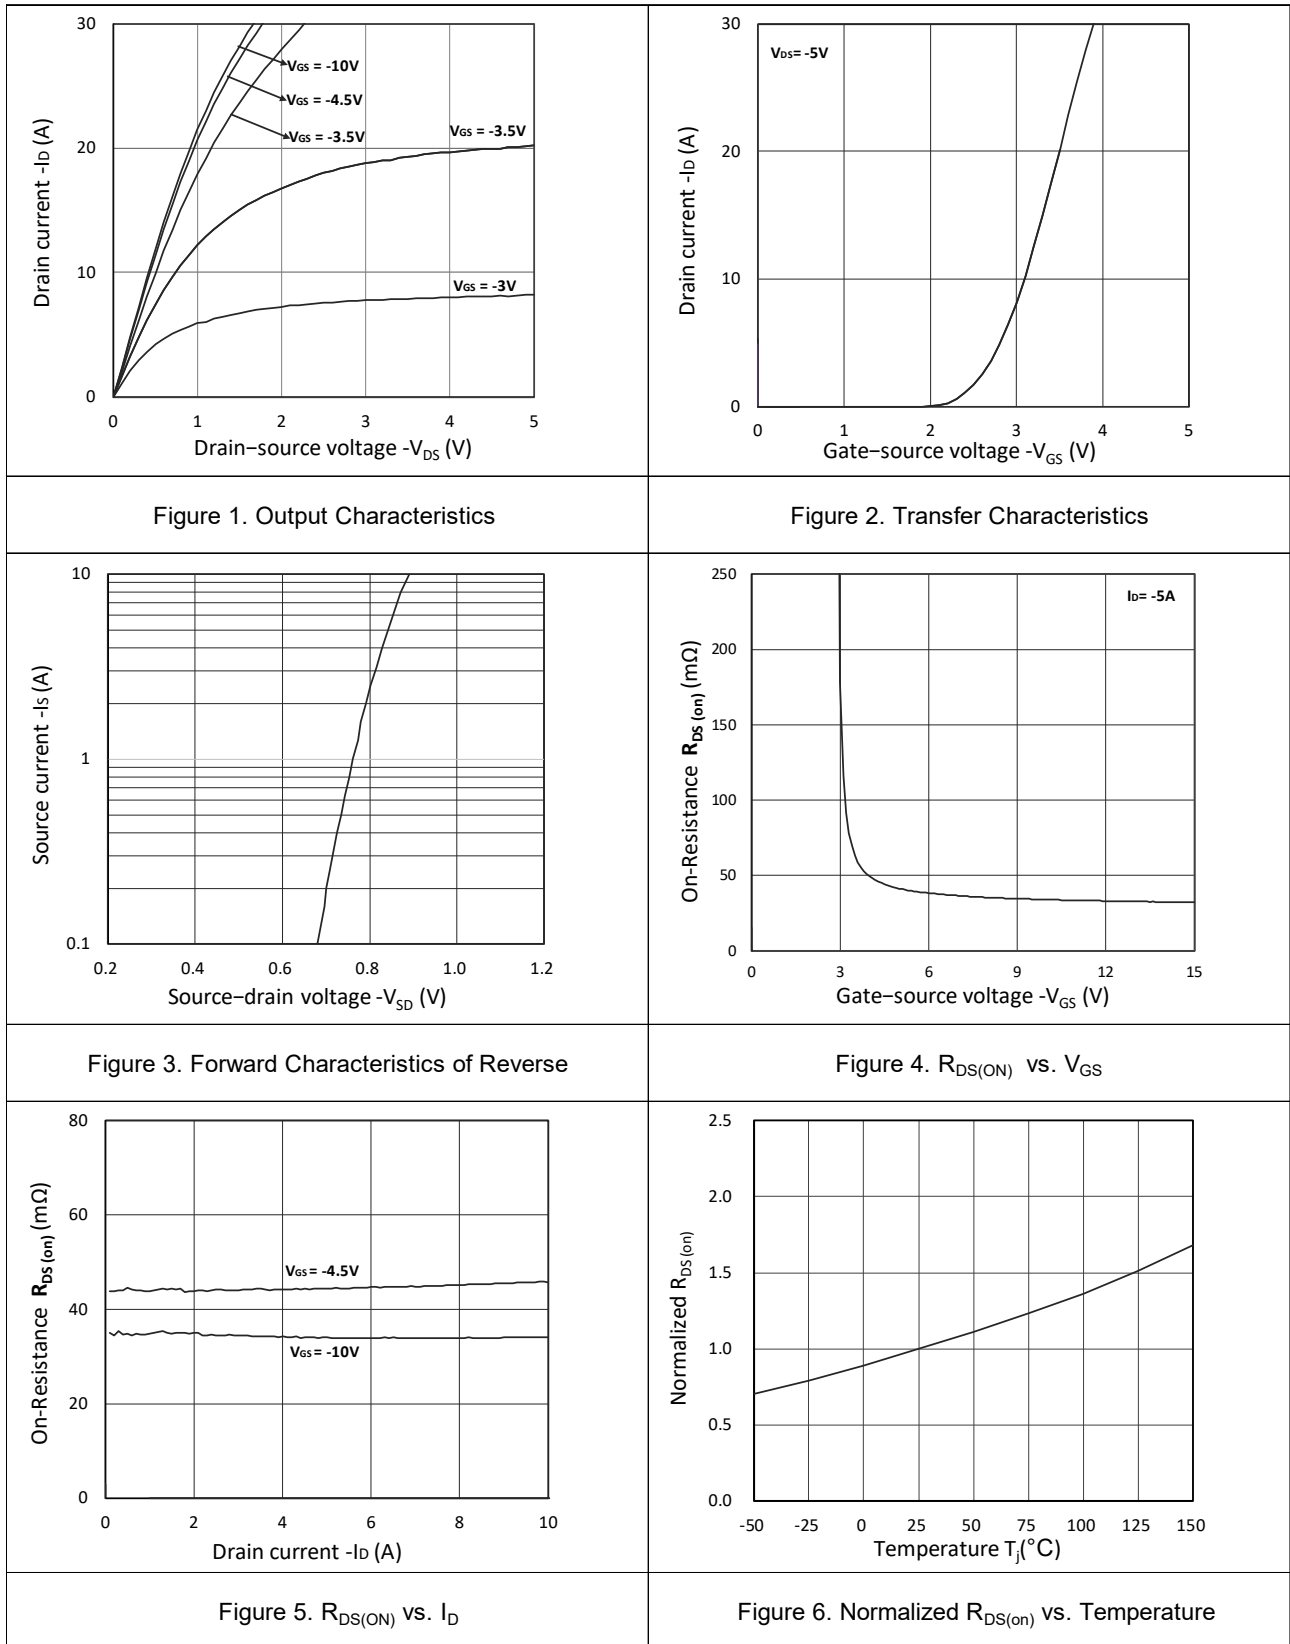 30
20
10
0
Drain current -ID (A)
VGS = -10V
VGS = -4.5V
VGS = -3.5V
VGS = -3.5V
VGS = -3V
0 1 2 3 4 5
Drain−source voltage -VDS (V)
Figure 1. Output Characteristics
30
20
10
0
Drain current -ID (A)
VDS= -5V
0 1 2 3 4 5
Gate−source voltage -VGS (V)
Figure 2. Transfer Characteristics
10
1
0.1
Source current -IS (A)
0.2 0.4 0.6 0.8 1.0 1.2
Source−drain voltage -VSD (V)
Figure 3. Forward Characteristics of Reverse
250
200
150
100
50
0
On-Resistance RDS (on) (mΩ)
ID= -5A
0 3 6 9 12 15
Gate−source voltage -VGS (V)
Figure 4. RDS(ON) vs. VGS
80
60
40
20
0
On-Resistance RDS (on) (mΩ)
VGS = -4.5V
VGS = -10V
0 2 4 6 8 10
Drain current -ID (A)
Figure 5. RDS(ON) vs. ID
2.5
2.0
1.5
1.0
0.5
0.0
Normalized RDS (on)
-50 -25 0 25 50 75 100 125 150
Temperature Tj(°C)
Figure 6. Normalized RDS(on) vs. Temperature